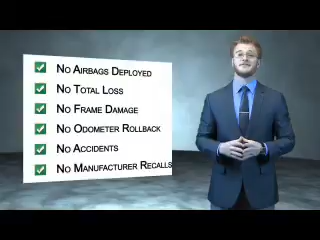 No Airbags Deployed
No Total Loss
No Frame Damage
No Odometer Rollback
No Accidents
No Manufacturer Recalls